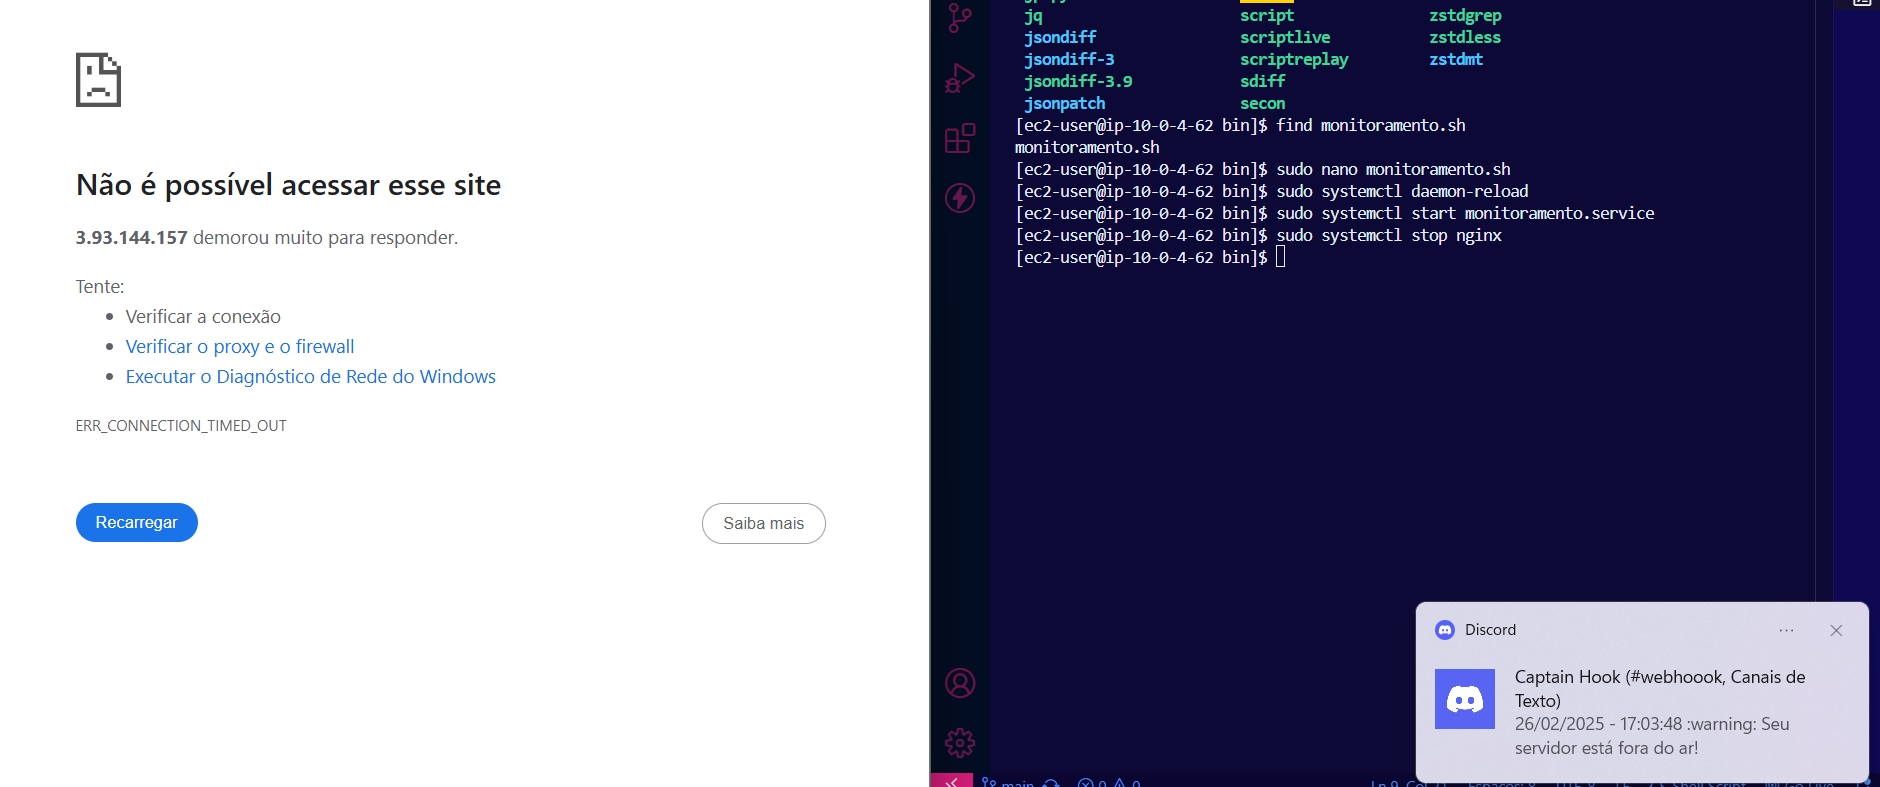 Não é possível acessar esse site
3.93.144.157 demorou muito para responder.
Tente:
Verificar a conexão
Verificar o proxy e o firewall
Executar o Diagnóstico de Rede do Windows
ERR_CONNECTION_TIMED_OUT
Recarregar
Saiba mais
jq script zstdgrep
jsondiff scriptlive zstdless
jsondiff-3 scriptreplay zstdmt
jsondiff-3.9 sdiff
jsonpatch secon
[ec2-user@ip-10-0-4-62 bin]$ find monitoramento.sh
monitoramento.sh
[ec2-user@ip-10-0-4-62 bin]$ sudo nano monitoramento.sh
[ec2-user@ip-10-0-4-62 bin]$ sudo systemctl daemon-reload
[ec2-user@ip-10-0-4-62 bin]$ sudo systemctl start monitoramento.service
[ec2-user@ip-10-0-4-62 bin]$ sudo systemctl stop nginx
[ec2-user@ip-10-0-4-62 bin]$
Discord
Captain Hook (#webhoook, Canais de
Texto)
26/02/2025 - 17:03:48 :warning: Seu
servidor está fora do ar!
main 0 0